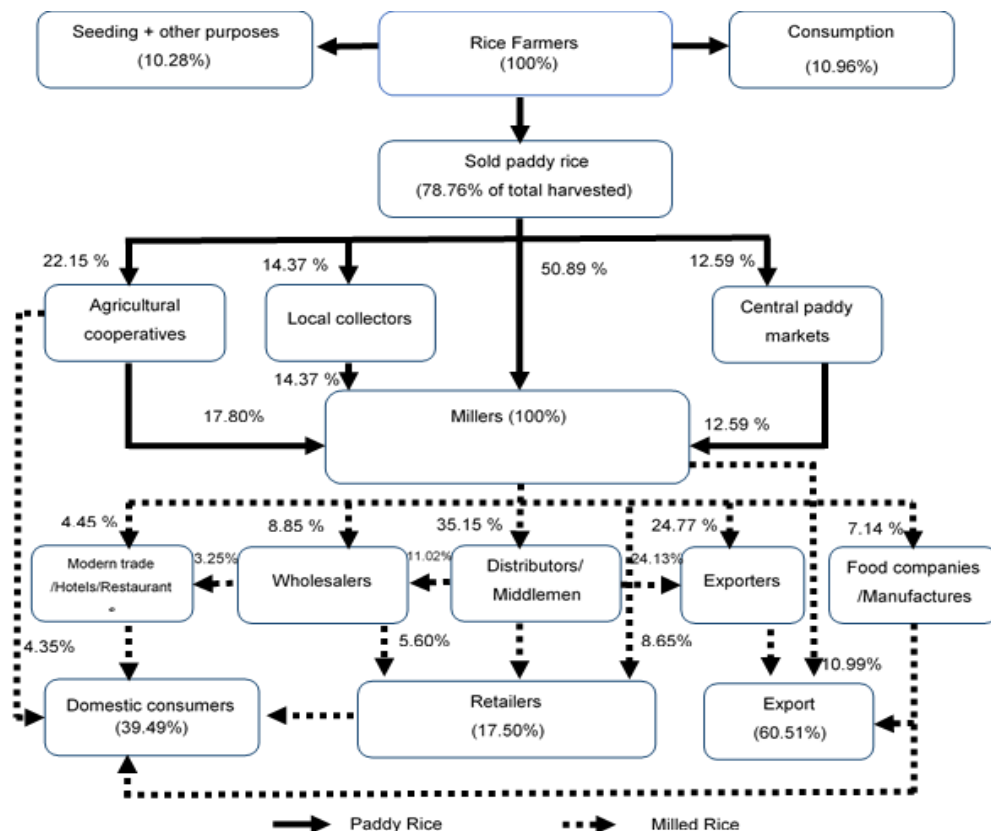 Seeding + other purposes
(10.28%)
Rice Farmers
(100%)
Consumption
(10.96%)
Sold paddy rice
(78.76% of total harvested)
22.15 %
14.37 %
50.89 %
12.59 %
Agricultural
cooperatives
Local collectors
Central paddy
markets
14.37 %
17.80%
Millers (100%)
12.59 %
4.45 %
8.85 %
35.15 %
24.77 %
7.14 %
Modern trade
/Hotels/Restaurant
3.25%
Wholesalers
11.02%
Distributors/
Middlemen
24.13%
Exporters
Food companies
/Manufactures
4.35%
5.60%
8.65%
10.99%
Domestic consumers
(39.49%)
Retailers
(17.50%)
Export
(60.51%)
Paddy Rice
Milled Rice